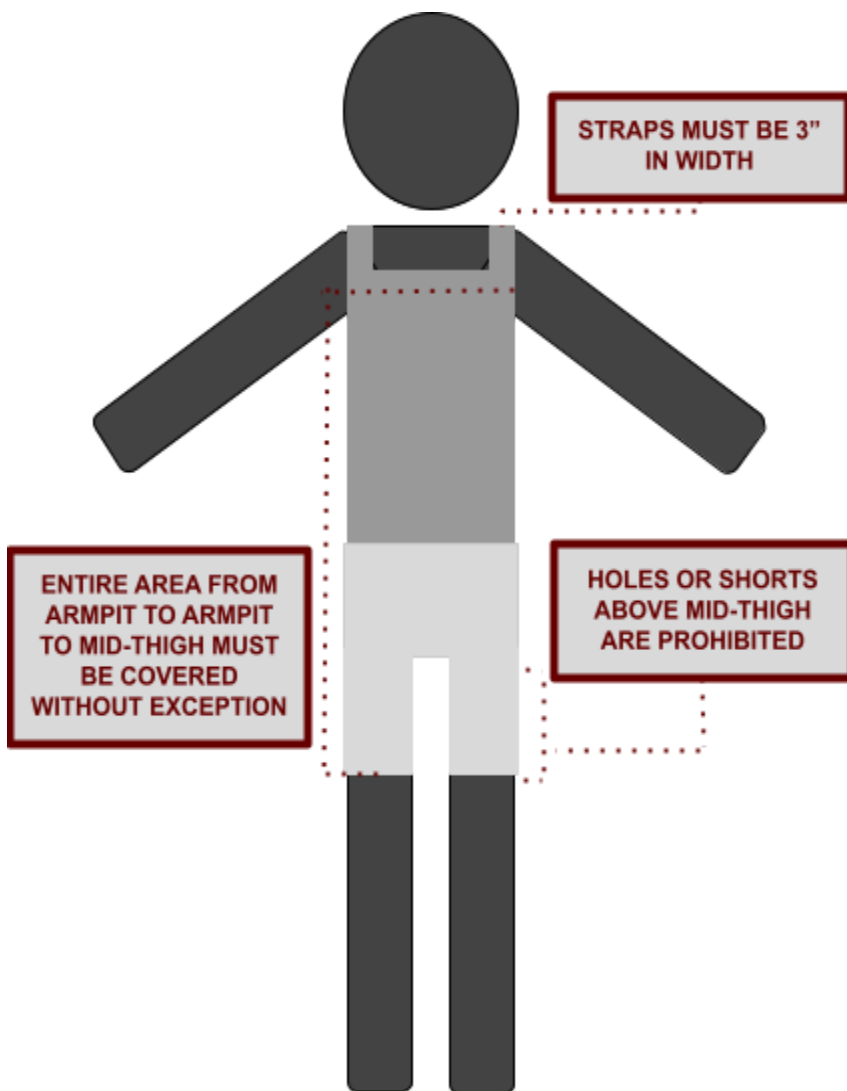 STRAPS MUST BE 3”
IN WIDTH
ENTIRE AREA FROM
ARMPIT TO ARMPIT
TO MID-THIGH MUST
BE COVERED
WITHOUT EXCEPTION
HOLES OR SHORTS
ABOVE MID-THIGH
ARE PROHIBITED